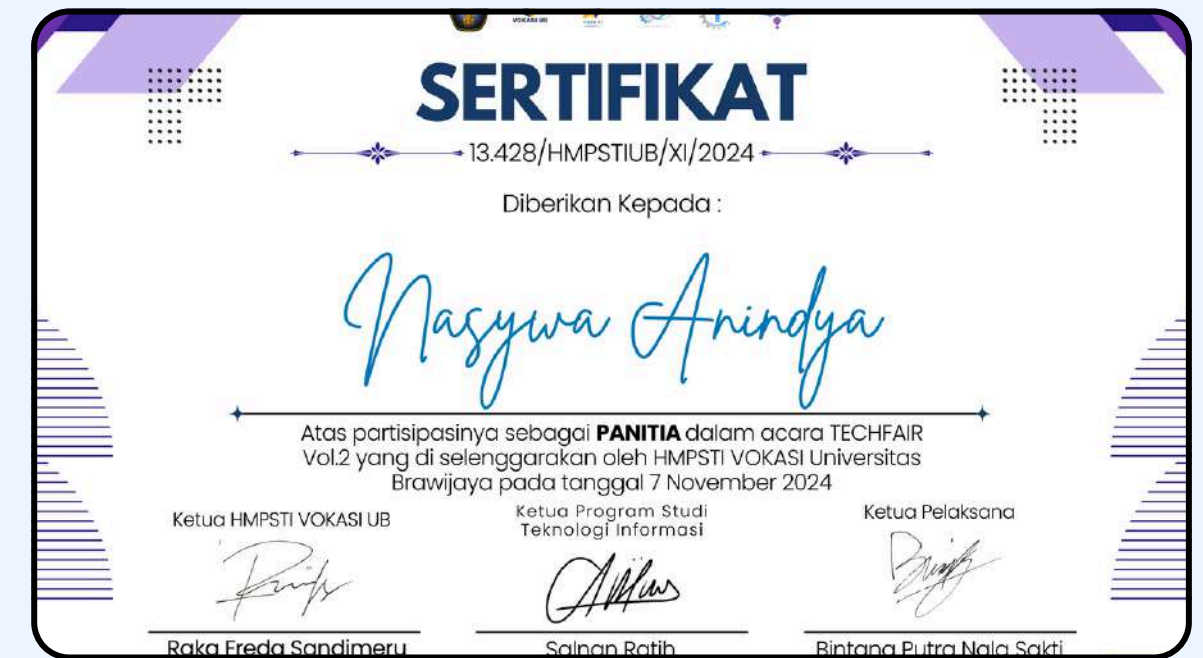 VOKASI UB
SERTIFIKAT
13.428/HMPSTIUB/XI/2024
Diberikan Kepada :
Nasywa Anindya
Atas partisipasinya sebagai PANITIA dalam acara TECHFAIR
Vol.2 yang di selenggarakan oleh HMPSTI VOKASI Universitas
Brawijaya pada tanggal 7 November 2024
Ketua HMPSTI VOKASI UB
Ketua Program Studi
Teknologi Informasi
Ketua Pelaksana
Raka Freda Sandimeru
Salnan Ratih
Bintang Putra Nala Sakti